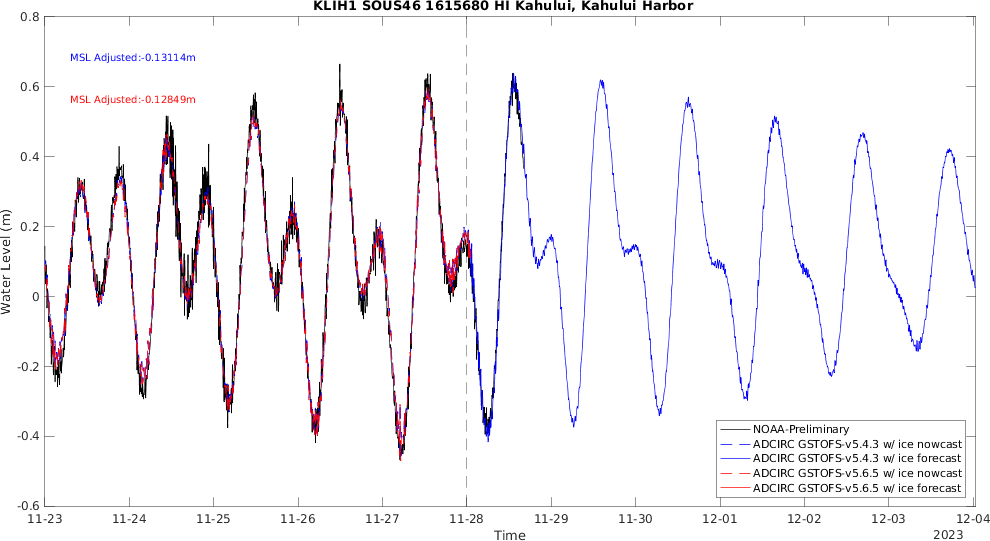 KLIH1 SOUS46 1615680 HI Kahului, Kahului Harbor
0.8
MSL Adjusted:-0.13114m
0.6
MSL Adjusted:-0.12849m
0.4
0.2
Water Level (m)
0
-0.2
-0.4
NOAA-Preliminary
ADCIRC GSTOFS-v5.4.3 w/ ice nowcast
ADCIRC GSTOFS-v5.4.3 w/ ice forecast
ADCIRC GSTOFS-v5.6.5 w/ ice nowcast
ADCIRC GSTOFS-v5.6.5 w/ ice forecast
-0.6
11-23 11-24 11-25 11-26 11-27 11-28 11-29 11-30 12-01 12-02 12-03 12-04
Time
2023